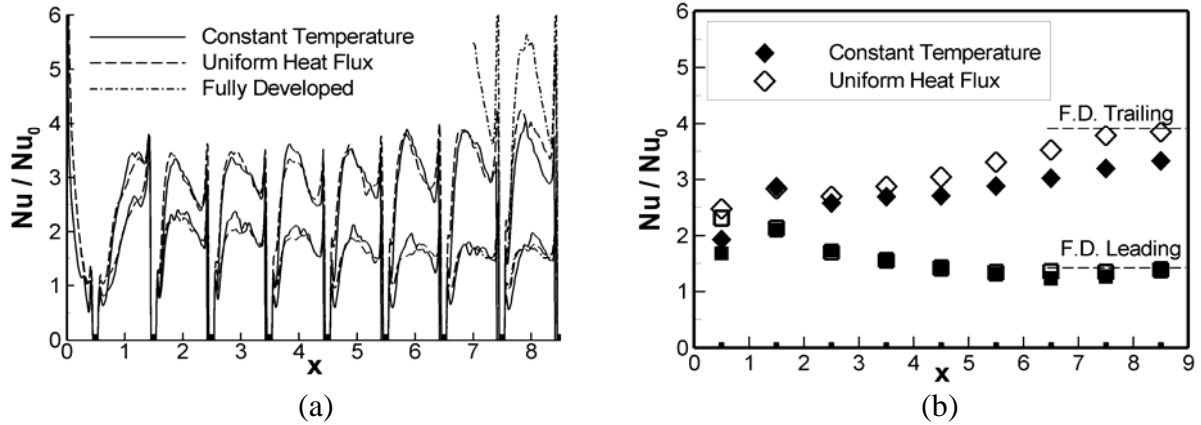 6
5
4
3
2
1
0
Nu / Nu0
Constant Temperature
Uniform Heat Flux
Fully Developed
0 1 2 3 4 5 6 7 8
x
(a)
6
5
4
3
2
1
0
Nu / Nu0
Constant Temperature
Uniform Heat Flux
F.D. Trailing
F.D. Leading
0 1 2 3 4 5 6 7 8 9
x
(b)